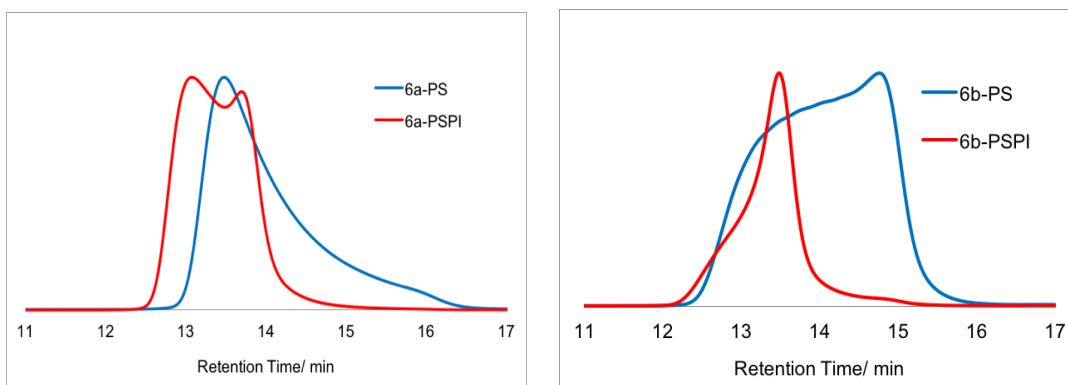 6a-PS
6a-PSPI
11 12 13 14 15 16 17
Retention Time/ min
6b-PS
6b-PSPI
11 12 13 14 15 16 17
Retention Time/ min